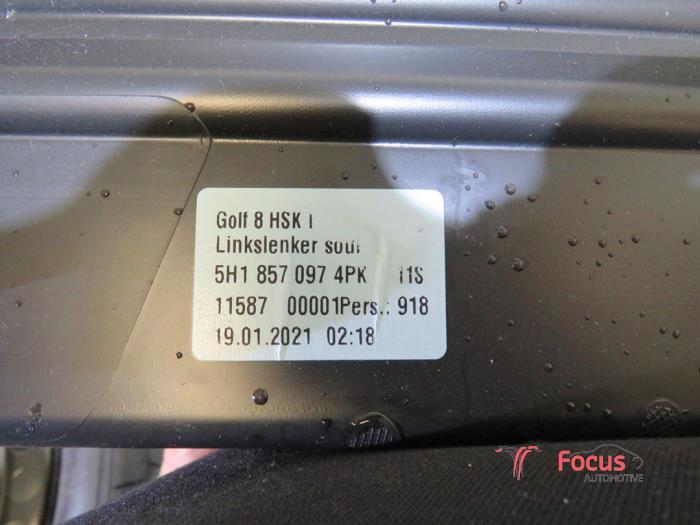 Golf 8 HSK
Linkslenker
5H1 857 097 4PK
11587 00001Pers.: 918
19.01.2021 02:18
Focus
AUTOMOTIVE